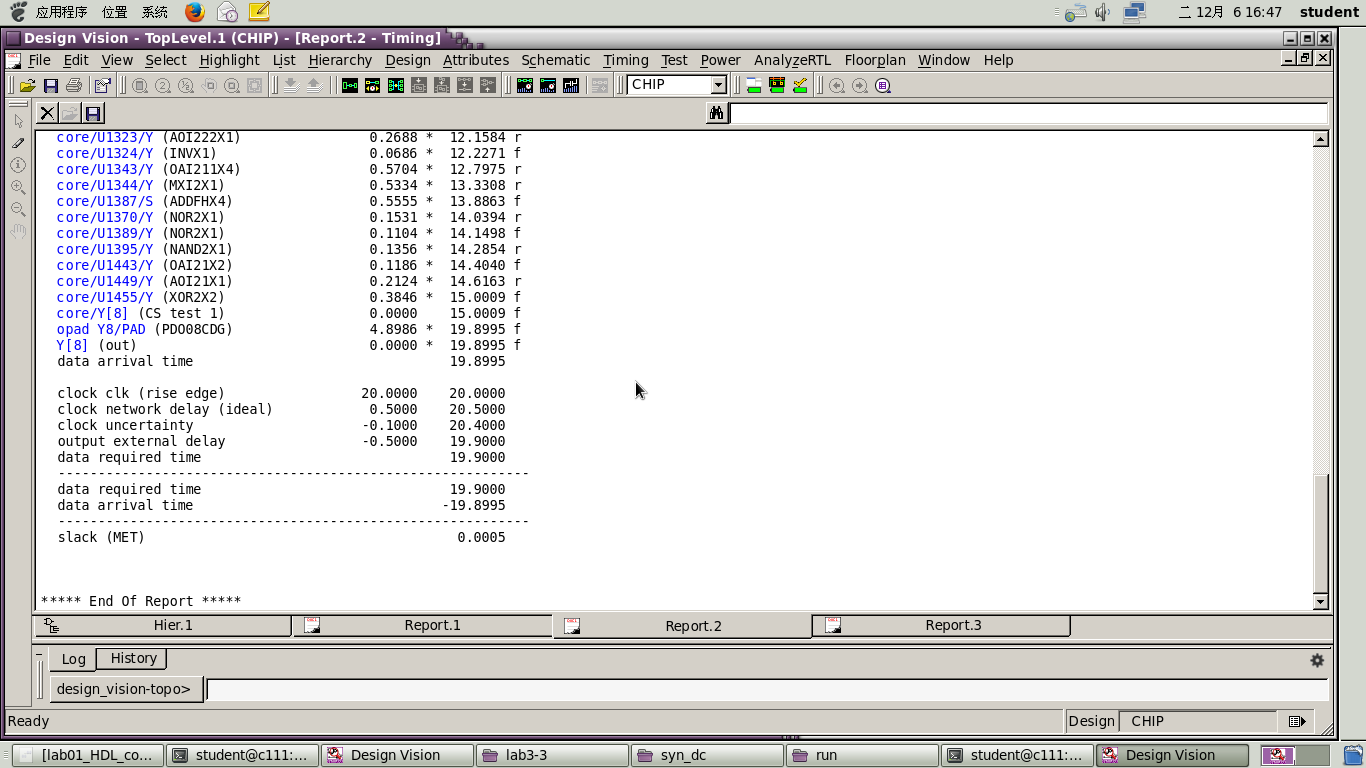 应用程序 位置 系统 二 12月 6 16:47 student
Design Vision - TopLevel.1 (CHIP) - [Report.2 - Timing]
File Edit View Select Highlight List Hierarchy Design Attributes Schematic Timing Test Power AnalyzeRTL Floorplan Window Help
CHIP
core/U1323/Y (AOI222X1) 0.2688 * 12.1584 r
core/U1324/Y (INVX1) 0.0686 * 12.2271 f
core/U1343/Y (OAI211X4) 0.5704 * 12.7975 r
core/U1344/Y (MXI2X1) 0.5334 * 13.3308 r
core/U1387/S (ADDFHX4) 0.5555 * 13.8863 f
core/U1370/Y (NOR2X1) 0.1531 * 14.0394 r
core/U1389/Y (NOR2X1) 0.1104 * 14.1498 f
core/U1395/Y (NAND2X1) 0.1356 * 14.2854 r
core/U1443/Y (OAI21X2) 0.1186 * 14.4040 f
core/U1449/Y (AOI21X1) 0.2124 * 14.6163 r
core/U1455/Y (XOR2X2) 0.3846 * 15.0009 f
core/Y[8] (CS test 1) 0.0000 15.0009 f
opad Y8/PAD (PDO08CDG) 4.8986 * 19.8995 f
Y[8] (out) 0.0000 * 19.8995 f
data arrival time 19.8995
clock clk (rise edge) 20.0000 20.0000
clock network delay (ideal) 0.5000 20.5000
clock uncertainty -0.1000 20.4000
output external delay -0.5000 19.9000
data required time 19.9000
-----------------------------------------------------------
data required time 19.9000
data arrival time -19.8995
-----------------------------------------------------------
slack (MET) 0.0005
***** End Of Report *****
Hier.1 Report.1 Report.2 Report.3
Log History
design_vision-topo>
Ready Design CHIP
[lab01_HDL_co... student@c111:... Design Vision lab3-3 syn_dc run student@c111:... Design Vision